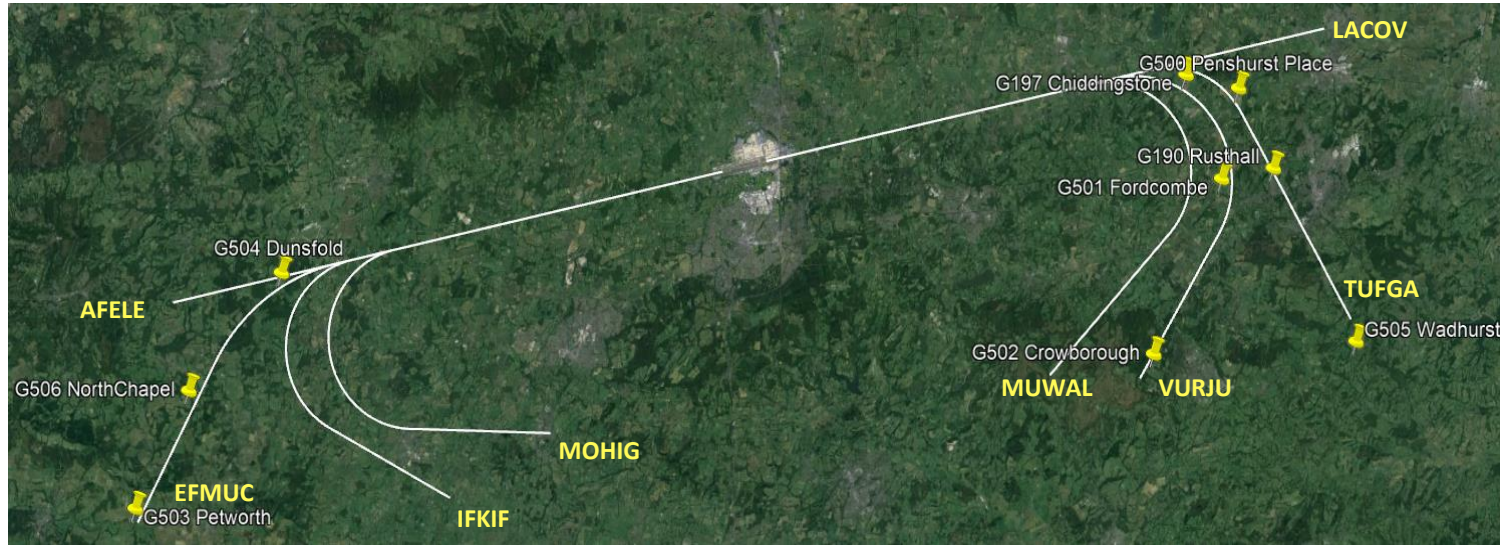 LACOV
G500 Penshurst Place
G197 Chiddingstone
G190 Rusthall
G501 Fordcombe
G504 Dunsfold
AFELE
TUFGA
G505 Wadhurst
G502 Crowborough
MUWAL
VURJU
G506 NorthChapel
MOHIG
EFMUC
G503 Petworth
IFKIF